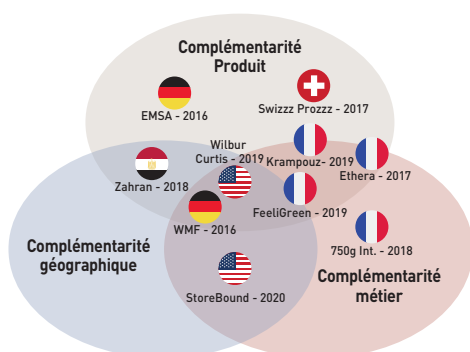 Complémentarité
Produit
EMSA - 2016
Swizzz Prozzz - 2017
Wilbur
Curtis - 2019
Krampouz- 2019
Ethera - 2017
Zahran - 2018
FeeliGreen - 2019
WMF - 2016
750g Int. - 2018
Complémentarité
géographique
Complémentarité
métier
StoreBound - 2020